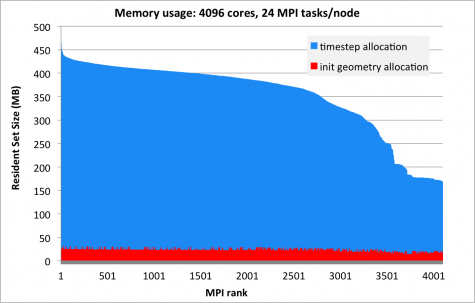 Memory usage: 4096 cores, 24 MPI tasks/node
Resident Set Size (MB)
500
450
400
350
300
250
200
150
100
50
0
timestep allocation
init geometry allocation
1 501 1001 1501 2001 2501 3001 3501 4001
MPI rank